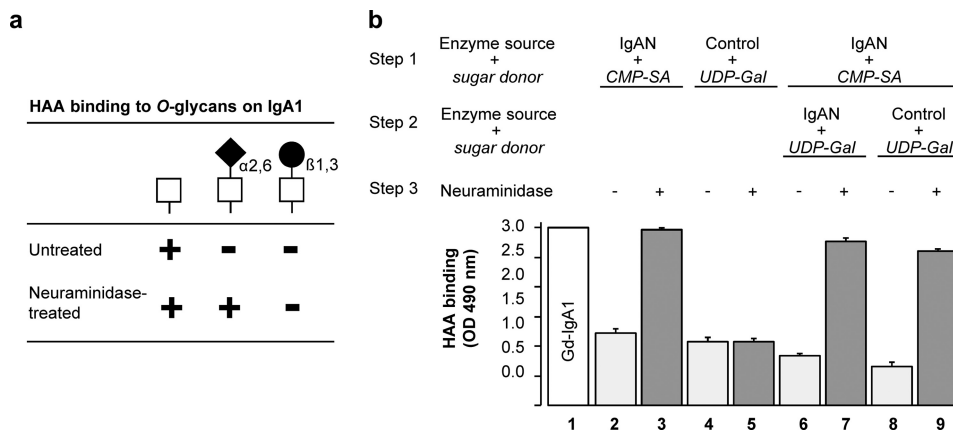 a
HAA binding to O-glycans on IgA1
α2,6
ß1,3
Untreated + - -
Neuraminidase-
treated + + -
b
Step 1
Enzyme source
+
sugar donor
IgAN
+
CMP-SA
Control
+
UDP-Gal
IgAN
+
CMP-SA
Step 2
Enzyme source
+
sugar donor
IgAN
+
UDP-Gal
Control
+
UDP-Gal
Step 3 Neuraminidase - + - + - + - +
HAA binding
(OD 490 nm)
3.0
2.5
2.0
1.0
0.5
0.0
Gd-IgA1
1 2 3 4 5 6 7 8 9